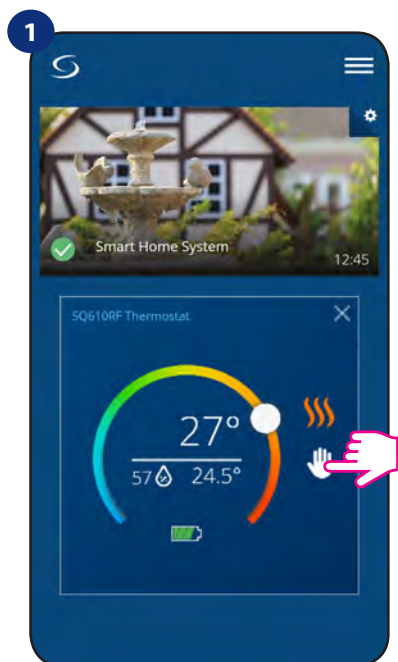 1
Smart Home System
12:45
SQ610RF Thermostat
27°
57 % 24.5°